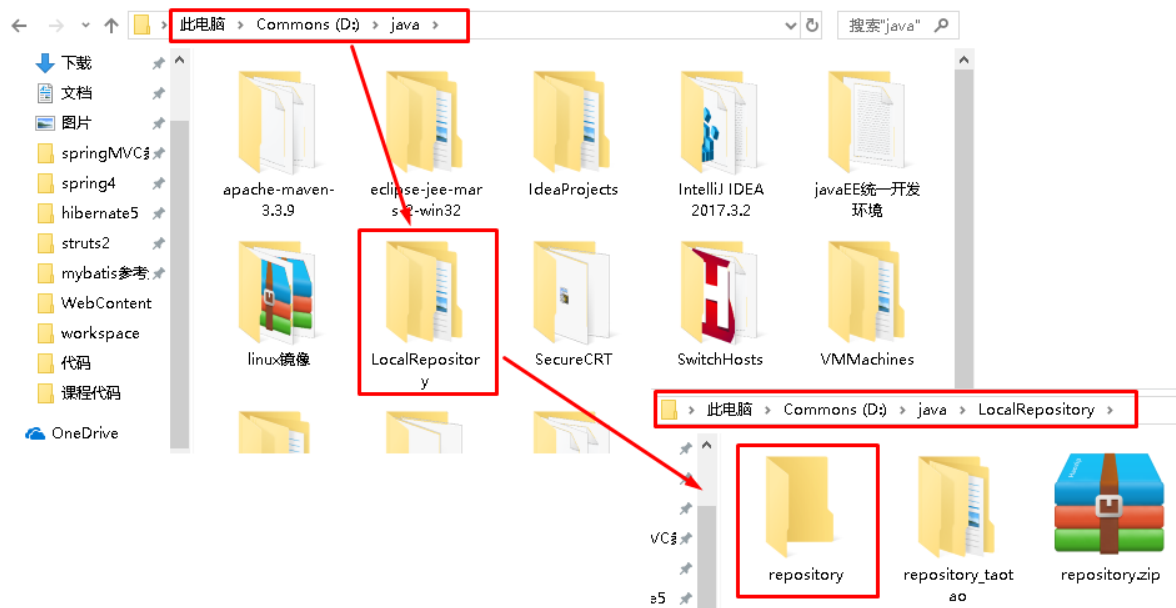 此电脑 > Commons (D:) > java >
搜索"java"
下载
文档
图片
springMVC
spring4
hibernate5
struts2
mybatis参考
WebContent
workspace
代码
课程代码
OneDrive
apache-maven-
3.3.9
eclipse-jee-mar
s-2-win32
IdeaProjects
IntelliJ IDEA
2017.3.2
javaEE统一开发
环境
linux镜像
LocalRepositor
y
SecureCRT
SwitchHosts
VMMachines
此电脑 > Commons (D:) > java > LocalRepository >
repository
repository_taot
ao
repository.zip